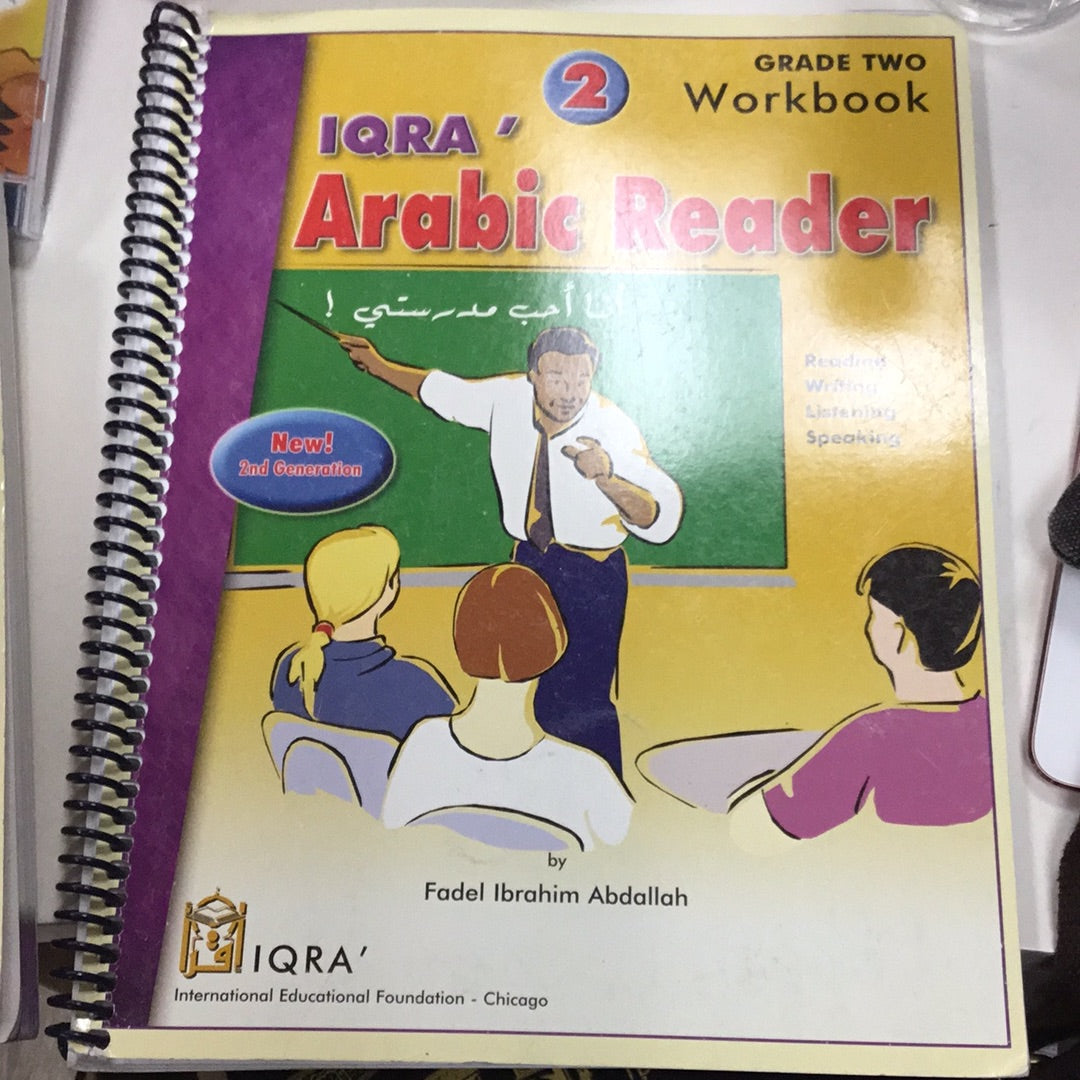 GRADE TWO
Workbook
2
IQRA'
Arabic Reader
أنا أحب مدرستي !
Reading
Writing
Listening
Speaking
New!
2nd Generation
by
Fadel Ibrahim Abdallah
اقرأ
IQRA'
International Educational Foundation - Chicago